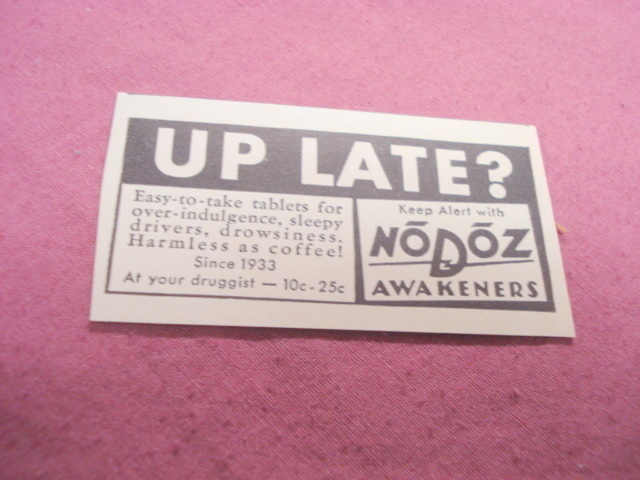 UP LATE?
Easy-to-take tablets for
over-indulgence, sleepy
drivers, drowsiness.
Harmless as coffee!
Since 1933
At your druggist — 10c-25c
Keep Alert with
NōDōZ
AWAKENERS